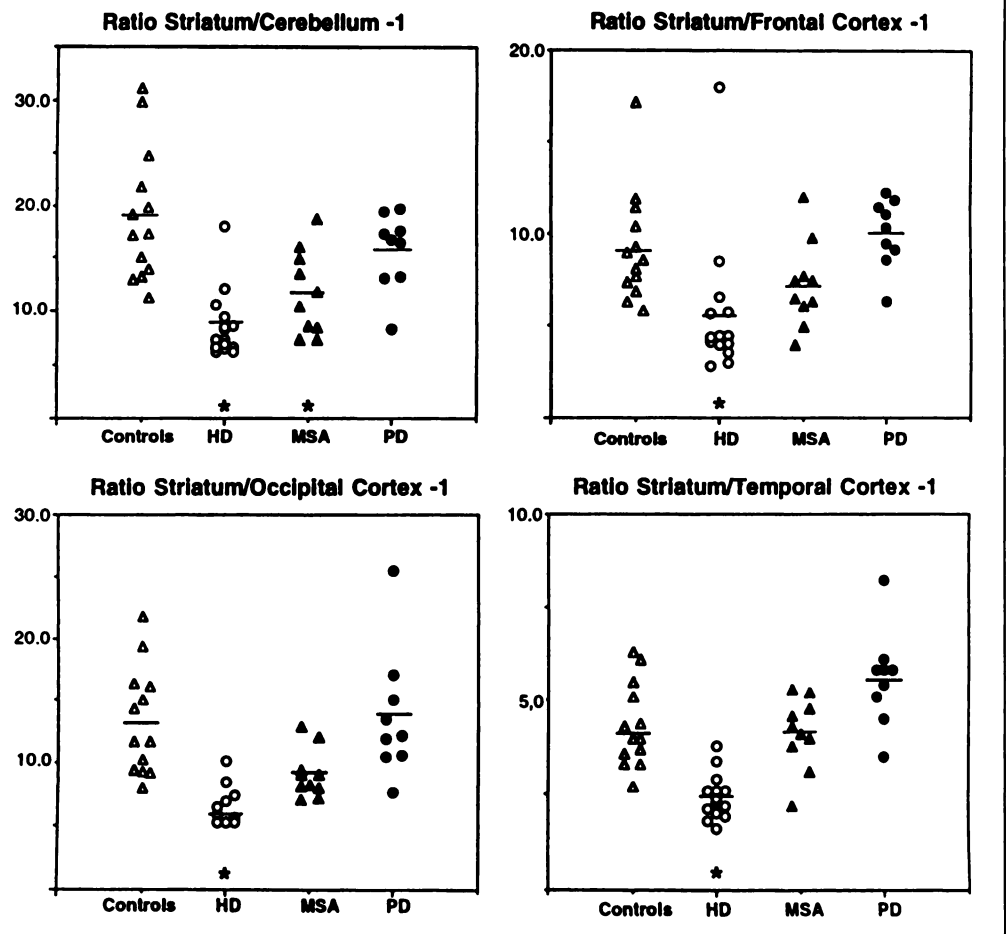 Ratio Striatum/Cerebellum -1
30.0
20.0
10.0
Controls HD MSA PD
Ratio Striatum/Frontal Cortex -1
20.0
10.0
Controls HD MSA PD
Ratio Striatum/Occipital Cortex -1
30.0
20.0
10.0
Controls HD MSA PD
Ratio Striatum/Temporal Cortex -1
10.0
5,0
Controls HD MSA PD